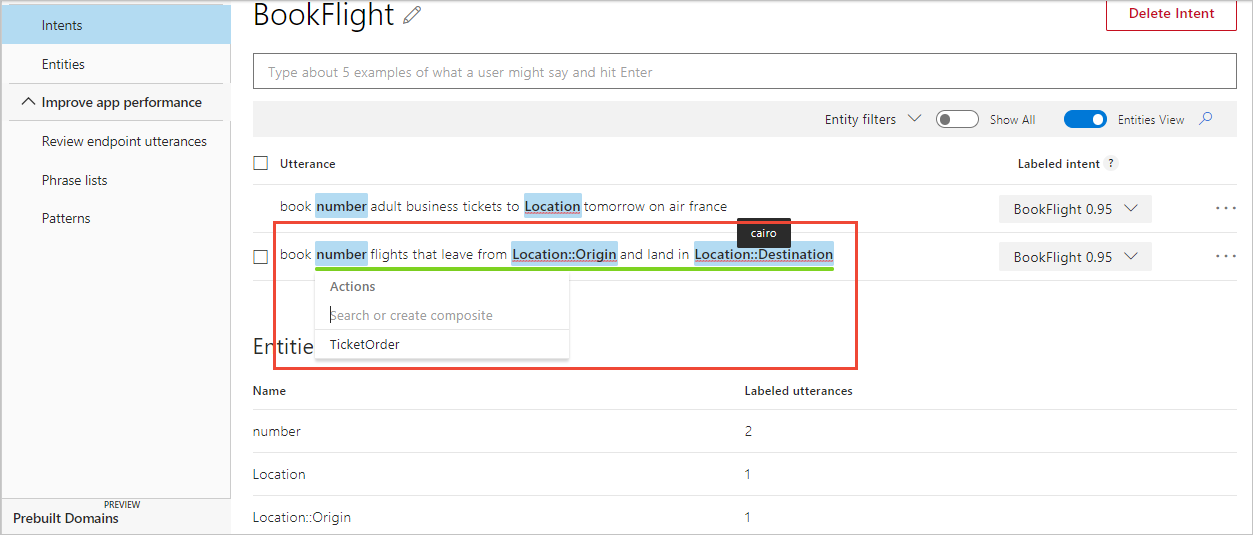 Intents
Entities
Improve app performance
Review endpoint utterances
Phrase lists
Patterns
PREVIEW
Prebuilt Domains
BookFlight
Delete Intent
Type about 5 examples of what a user might say and hit Enter
Entity filters Show All Entities View
Utterance Labeled intent ?
book number adult business tickets to Location tomorrow on air france BookFlight 0.95 ...
cairo
book number flights that leave from Location::Origin and land in Location::Destination BookFlight 0.95 ...
Actions
Search or create composite
TicketOrder
Entitie
Name Labeled utterances
number 2
Location 1
Location::Origin 1